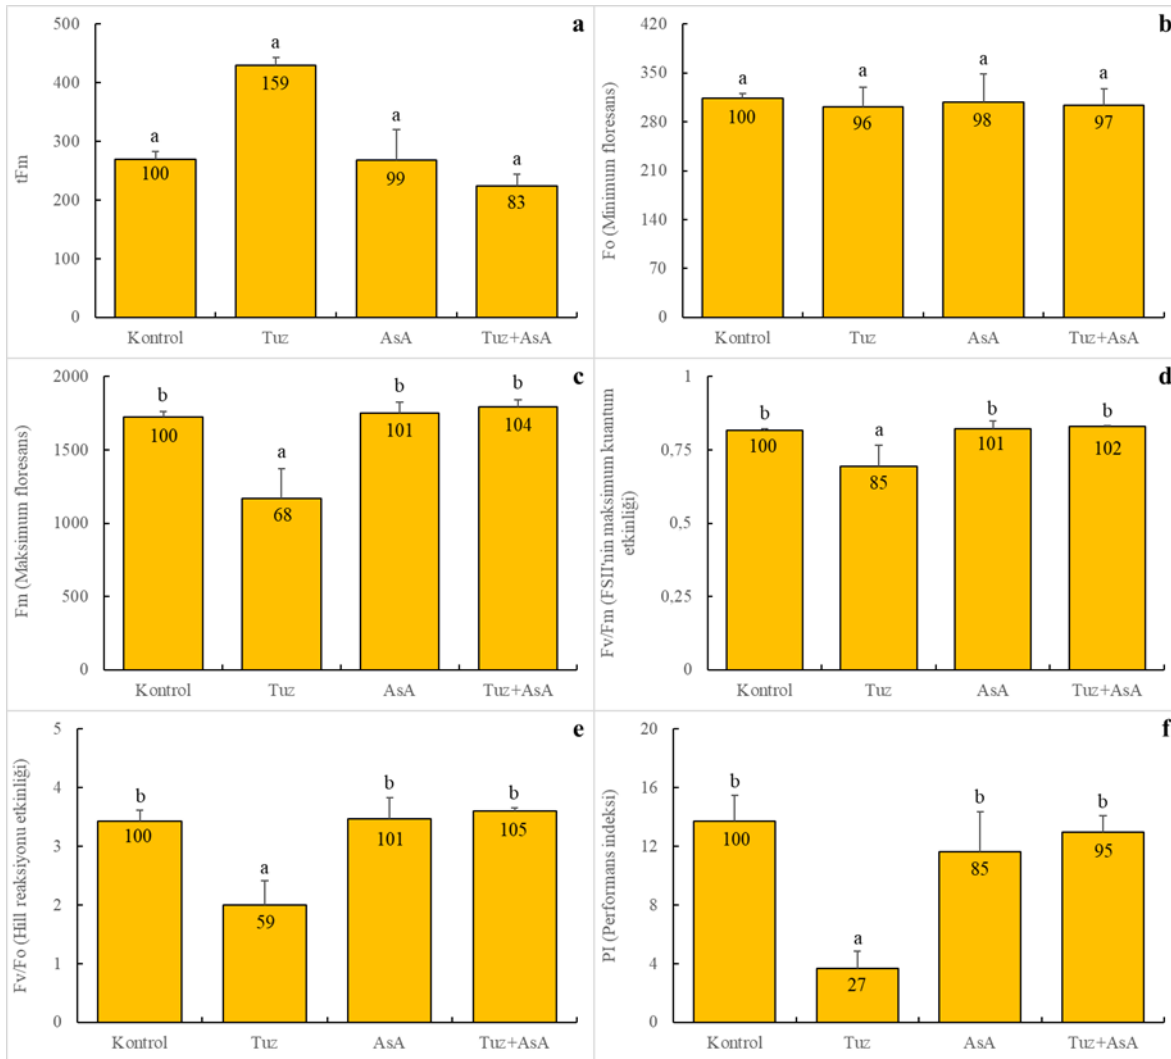 a
tFm
500
400
300
200
100
0
a
a
a
a
100
159
99
83
Kontrol
Tuz
AsA
Tuz+AsA
b
Fo (Minimum floresans)
420
350
280
210
140
70
0
a
a
a
a
100
96
98
97
Kontrol
Tuz
AsA
Tuz+AsA
c
Fm (Maksimum floresans)
2000
1500
1000
500
0
b
a
b
b
100
68
101
104
Kontrol
Tuz
AsA
Tuz+AsA
d
Fv/Fm (FSII'nin maksimum kuantum
etkinliği)
1
0,75
0,5
0,25
0
b
a
b
b
100
85
101
102
Kontrol
Tuz
AsA
Tuz+AsA
e
Fv/Fo (Hill reaksiyonu etkinliği)
5
4
3
2
1
0
b
a
b
b
100
59
101
105
Kontrol
Tuz
AsA
Tuz+AsA
f
PI (Performans indeksi)
20
16
12
8
4
0
b
a
b
b
100
27
85
95
Kontrol
Tuz
AsA
Tuz+AsA